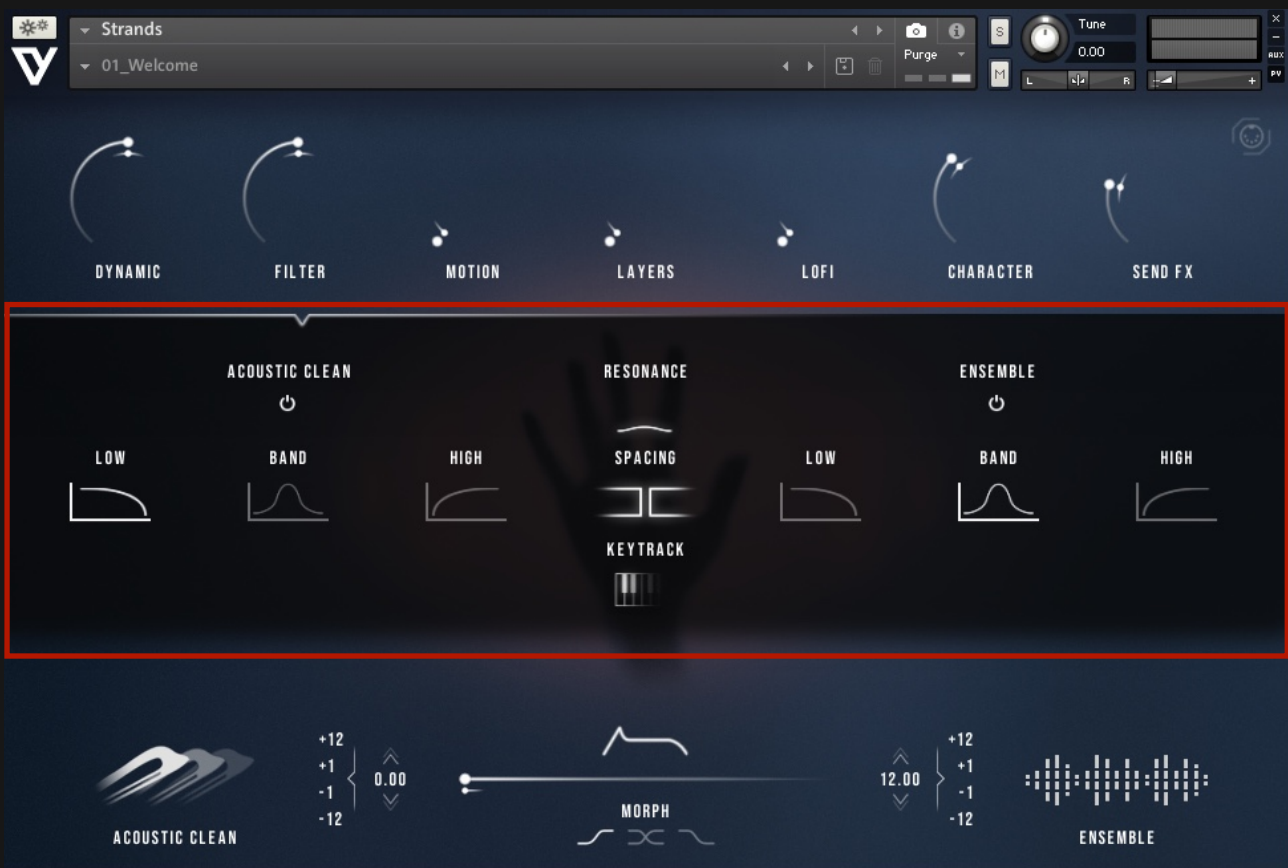 Strands
01_Welcome
Purge
S
M
Tune
0.00
L R
- +
×
-
AUX
PV
DYNAMIC FILTER MOTION LAYERS LOFI CHARACTER SEND FX
ACOUSTIC CLEAN RESONANCE ENSEMBLE
LOW BAND HIGH SPACING LOW BAND HIGH
KEYTRACK
+12 +12
+1 +1
0.00 12.00
-1 -1
-12 -12
MORPH
ACOUSTIC CLEAN ENSEMBLE